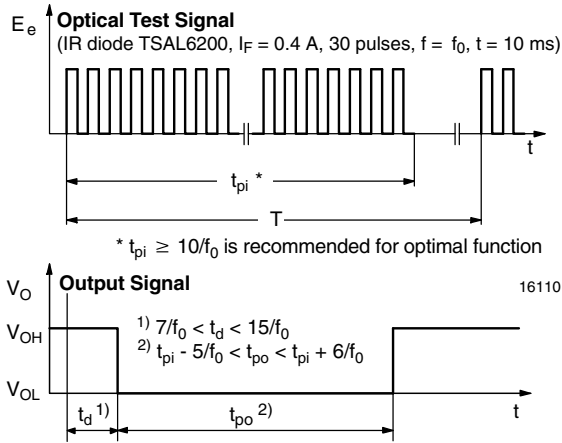 E_e Optical Test Signal
(IR diode TSAL6200, I_F = 0.4 A, 30 pulses, f = f_0, t = 10 ms)
t
t_pi *
T
* t_pi ≥ 10/f_0 is recommended for optimal function
V_O Output Signal 16110
V_OH
1) 7/f_0 < t_d < 15/f_0
2) t_pi - 5/f_0 < t_po < t_pi + 6/f_0
V_OL
t_d 1) t_po 2) t